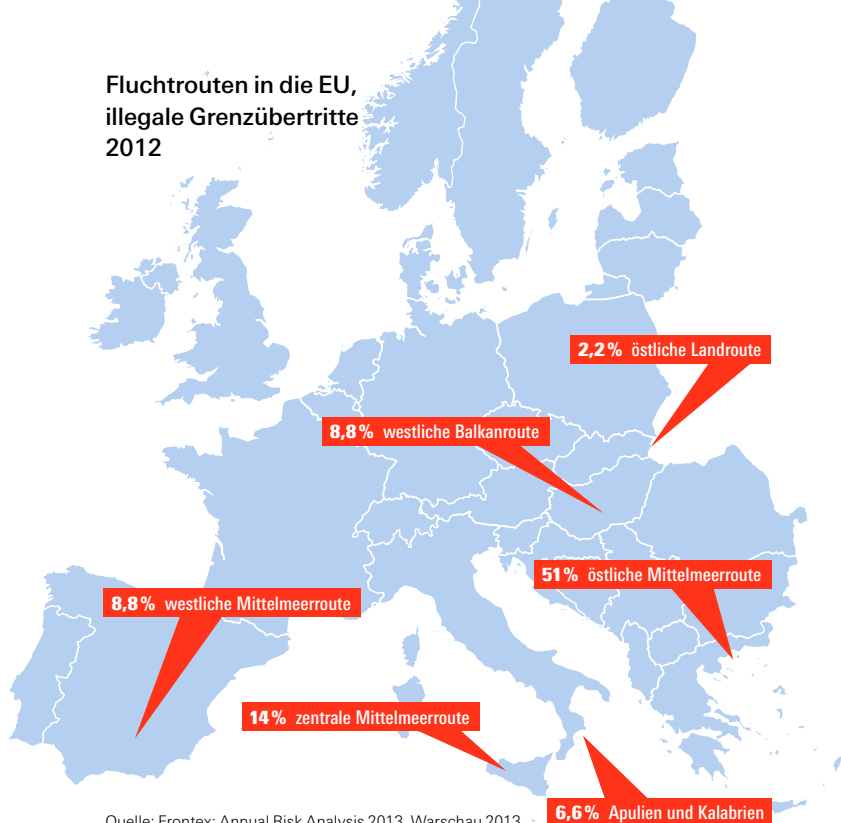 Fluchtrouten in die EU,
illegale Grenzübertritte
2012
2,2% östliche Landroute
8,8% westliche Balkanroute
51% östliche Mittelmeerroute
8,8% westliche Mittelmeerroute
14% zentrale Mittelmeerroute
6,6% Apulien und Kalabrien
Quelle: Frontex: Annual Risk Analysis 2013, Warschau 2013